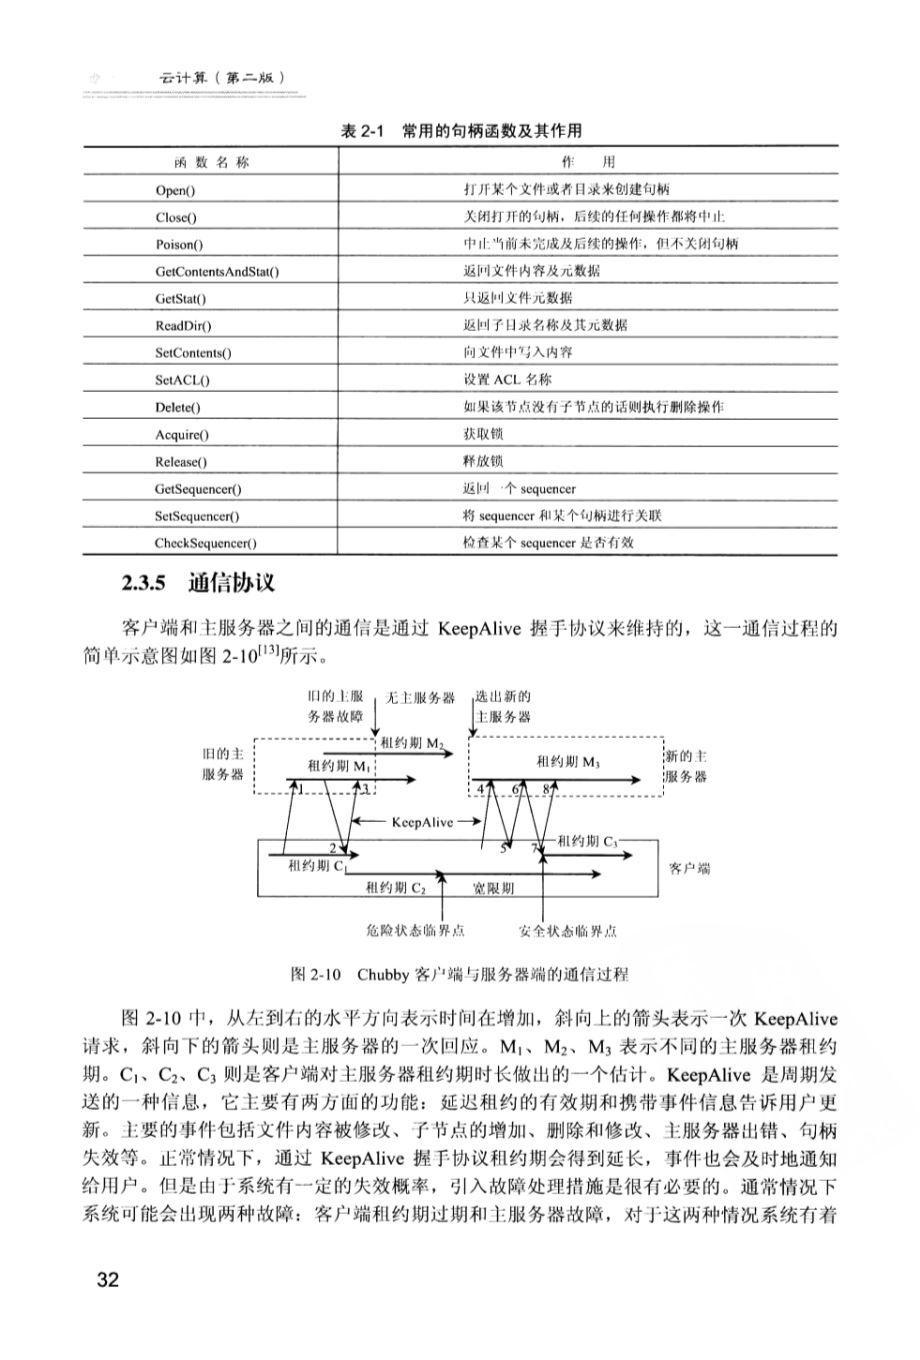 云计算(第二版)
表 2-1 常用的句柄函数及其作用
函数名称 作用
Open() 打开某个文件或者目录来创建句柄
Close() 关闭打开的句柄，后续的任何操作都将中止
Poison() 中止当前未完成及后续的操作，但不关闭句柄
GetContentsAndStat() 返回文件内容及元数据
GetStat() 只返回文件元数据
ReadDir() 返回子目录名称及其元数据
SetContents() 向文件中写入内容
SetACL() 设置 ACL 名称
Delete() 如果该节点没有子节点的话则执行删除操作
Acquire() 获取锁
Release() 释放锁
GetSequencer() 返回一个 sequencer
SetSequencer() 将 sequencer 和某个句柄进行关联
CheckSequencer() 检查某个 sequencer 是否有效
2.3.5 通信协议
客户端和主服务器之间的通信是通过 KeepAlive 握手协议来维持的，这一通信过程的
简单示意图如图 2-10[13]所示。
旧的主服 无主服务器 选出新的
务器故障 主服务器
旧的主 租约期 M2 新的主
服务器 租约期 M1 租约期 M3 服务器
1 3 4 6 8
KeepAlive
2 5 7 租约期 C3
租约期 C1 客户端
租约期 C2 宽限期
危险状态临界点 安全状态临界点
图 2-10 Chubby 客户端与服务器端的通信过程
图 2-10 中，从左到右的水平方向表示时间在增加，斜向上的箭头表示一次 KeepAlive
请求，斜向下的箭头则是主服务器的一次回应。M1、M2、M3 表示不同的主服务器租约
期。C1、C2、C3 则是客户端对主服务器租约期时长做出的一个估计。KeepAlive 是周期发
送的一种信息，它主要有两方面的功能：延迟租约的有效期和携带事件信息告诉用户更
新。主要的事件包括文件内容被修改、子节点的增加、删除和修改、主服务器出错、句柄
失效等。正常情况下，通过 KeepAlive 握手协议租约期会得到延长，事件也会及时地通知
给用户。但是由于系统有一定的失效概率，引入故障处理措施是很有必要的。通常情况下
系统可能会出现两种故障：客户端租约期过期和主服务器故障，对于这两种情况系统有着
32